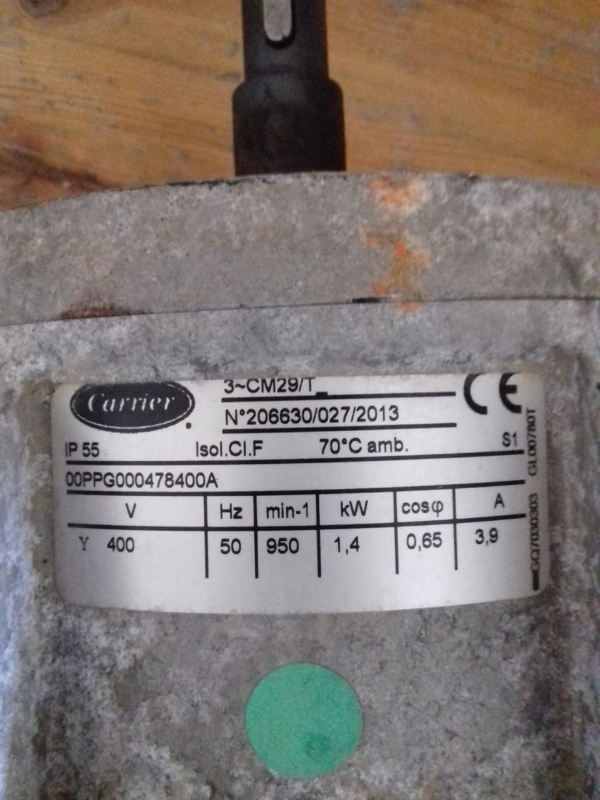 Carrier
3~CM29/T_
N°206630/027/2013
CE
IP 55 Isol.Cl.F 70°C amb. S1
00PPG000478400A
V Hz min-1 kW cosφ A
Y 400 50 950 1,4 0,65 3,9
GQ7030303 GL00780T